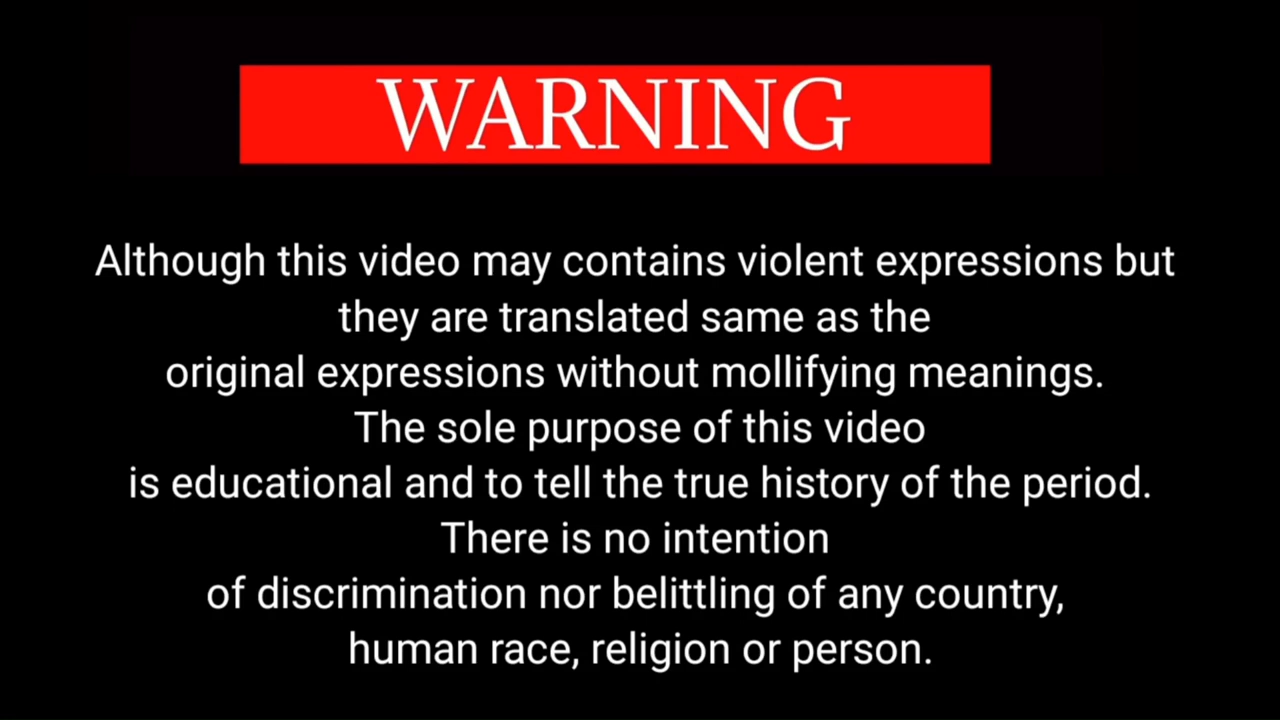 WARNING
Although this video may contains violent expressions but
they are translated same as the
original expressions without mollifying meanings.
The sole purpose of this video
is educational and to tell the true history of the period.
There is no intention
of discrimination nor belittling of any country,
human race, religion or person.